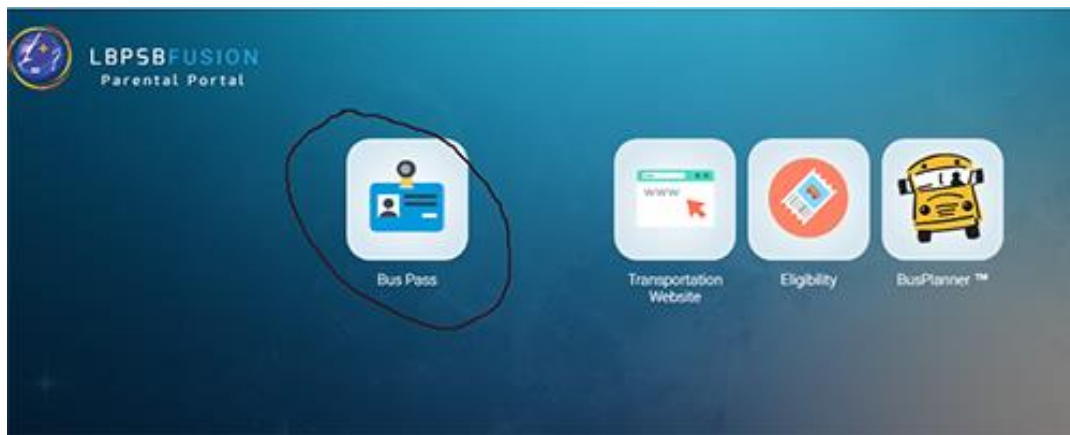 LBPSBFUSION
Parental Portal
Bus Pass
www
Transportation
Website
Eligibility
BusPlanner ™